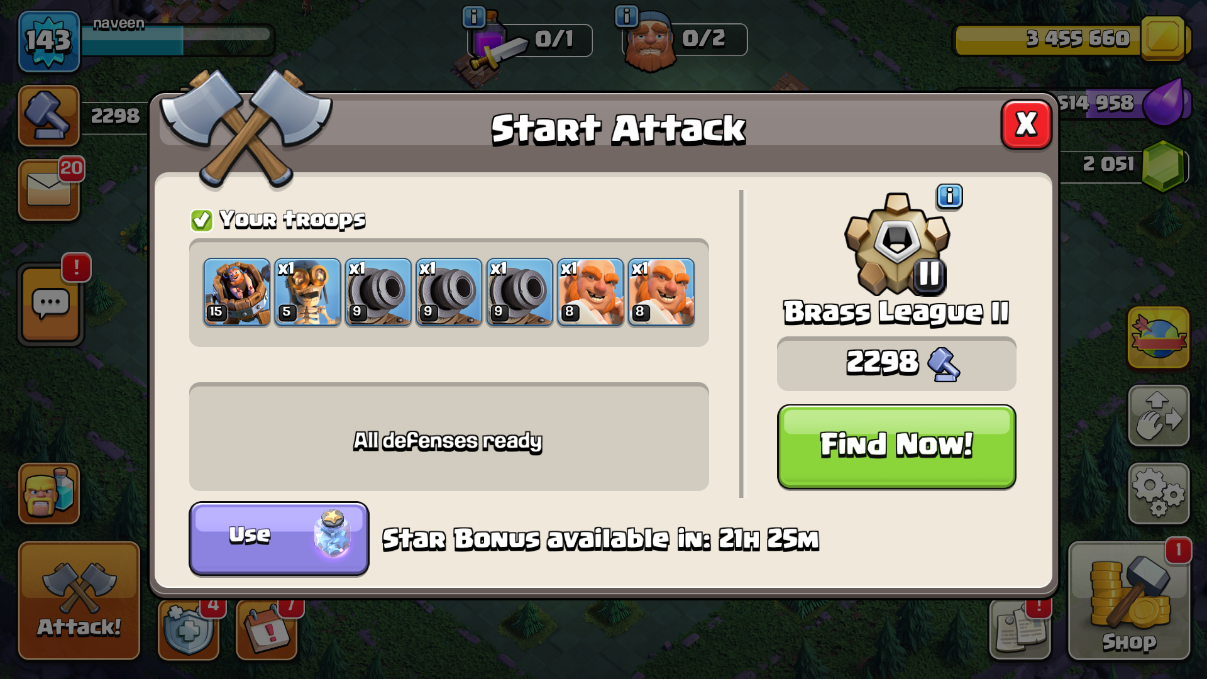 143
naveen
0/1
0/2
3 455 660
2298
Start Attack
X
514 958
20
2 051
Your troops
x1
x1
x1
x1
x1
x1
15
5
9
9
9
8
8
Brass League II
2298
All defenses ready
Find Now!
Use
Star Bonus available in: 21h 25m
Attack!
4
7
!
1
Shop